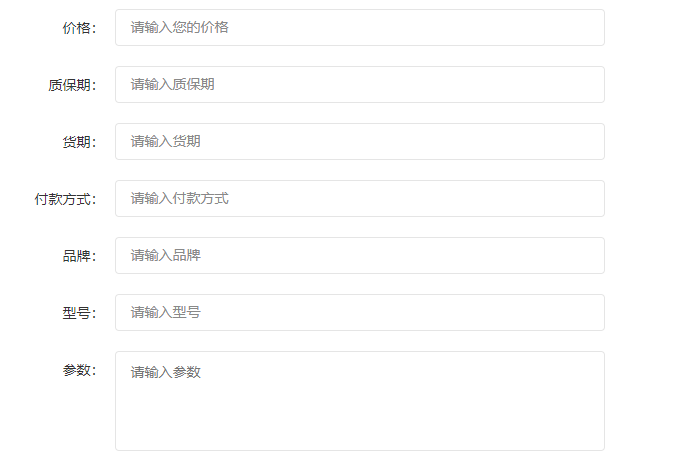 价格： 请输入您的价格
质保期： 请输入质保期
货期： 请输入货期
付款方式： 请输入付款方式
品牌： 请输入品牌
型号： 请输入型号
参数： 请输入参数